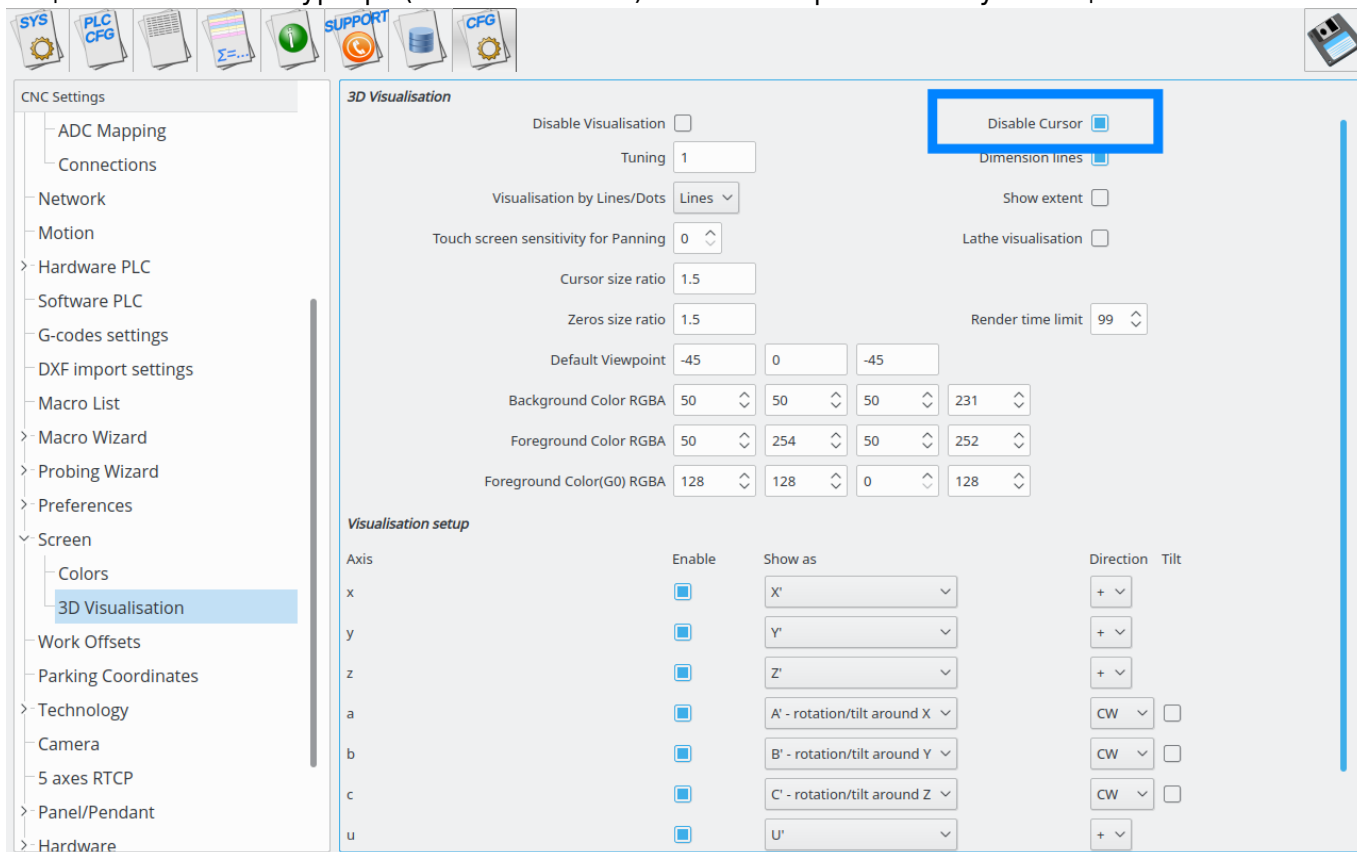 SYS
PLC
CFG
Σ=...
SUPPORT
CFG
CNC Settings
ADC Mapping
Connections
Network
Motion
Hardware PLC
Software PLC
G-codes settings
DXF import settings
Macro List
Macro Wizard
Probing Wizard
Preferences
Screen
Colors
3D Visualisation
Work Offsets
Parking Coordinates
Technology
Camera
5 axes RTCP
Panel/Pendant
Hardware
3D Visualisation
Disable Visualisation Disable Cursor
Tuning 1 Dimension lines
Visualisation by Lines/Dots Lines Show extent
Touch screen sensitivity for Panning 0 Lathe visualisation
Cursor size ratio 1.5
Zeros size ratio 1.5 Render time limit 99
Default Viewpoint -45 0 -45
Background Color RGBA 50 50 50 231
Foreground Color RGBA 50 254 50 252
Foreground Color(G0) RGBA 128 128 0 128
Visualisation setup
Axis Enable Show as Direction Tilt
x X' +
y Y' +
z Z' +
a A' - rotation/tilt around X CW
b B' - rotation/tilt around Y CW
c C' - rotation/tilt around Z CW
u U' +